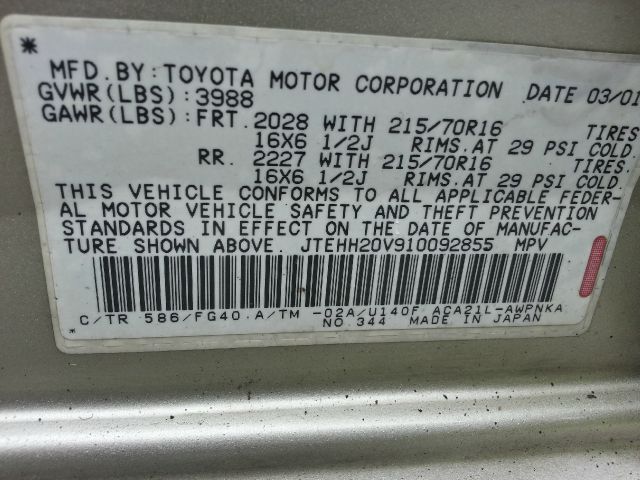 *
MFD. BY: TOYOTA MOTOR CORPORATION DATE 03/01
GVWR(LBS): 3988
GAWR(LBS): FRT. 2028 WITH 215/70R16 TIRES
16X6 1/2J RIMS. AT 29 PSI COLD.
RR. 2227 WITH 215/70R16 TIRES.
16X6 1/2J RIMS. AT 29 PSI COLD.
THIS VEHICLE CONFORMS TO ALL APPLICABLE FEDER-
AL MOTOR VEHICLE SAFETY AND THEFT PREVENTION
STANDARDS IN EFFECT ON THE DATE OF MANUFAC-
TURE SHOWN ABOVE. JTEHH20V910092855 MPV
C/TR 586/FG40. A/TM -02A/U140F ACA21L-AWPNKA
* NO. 344 MADE IN JAPAN